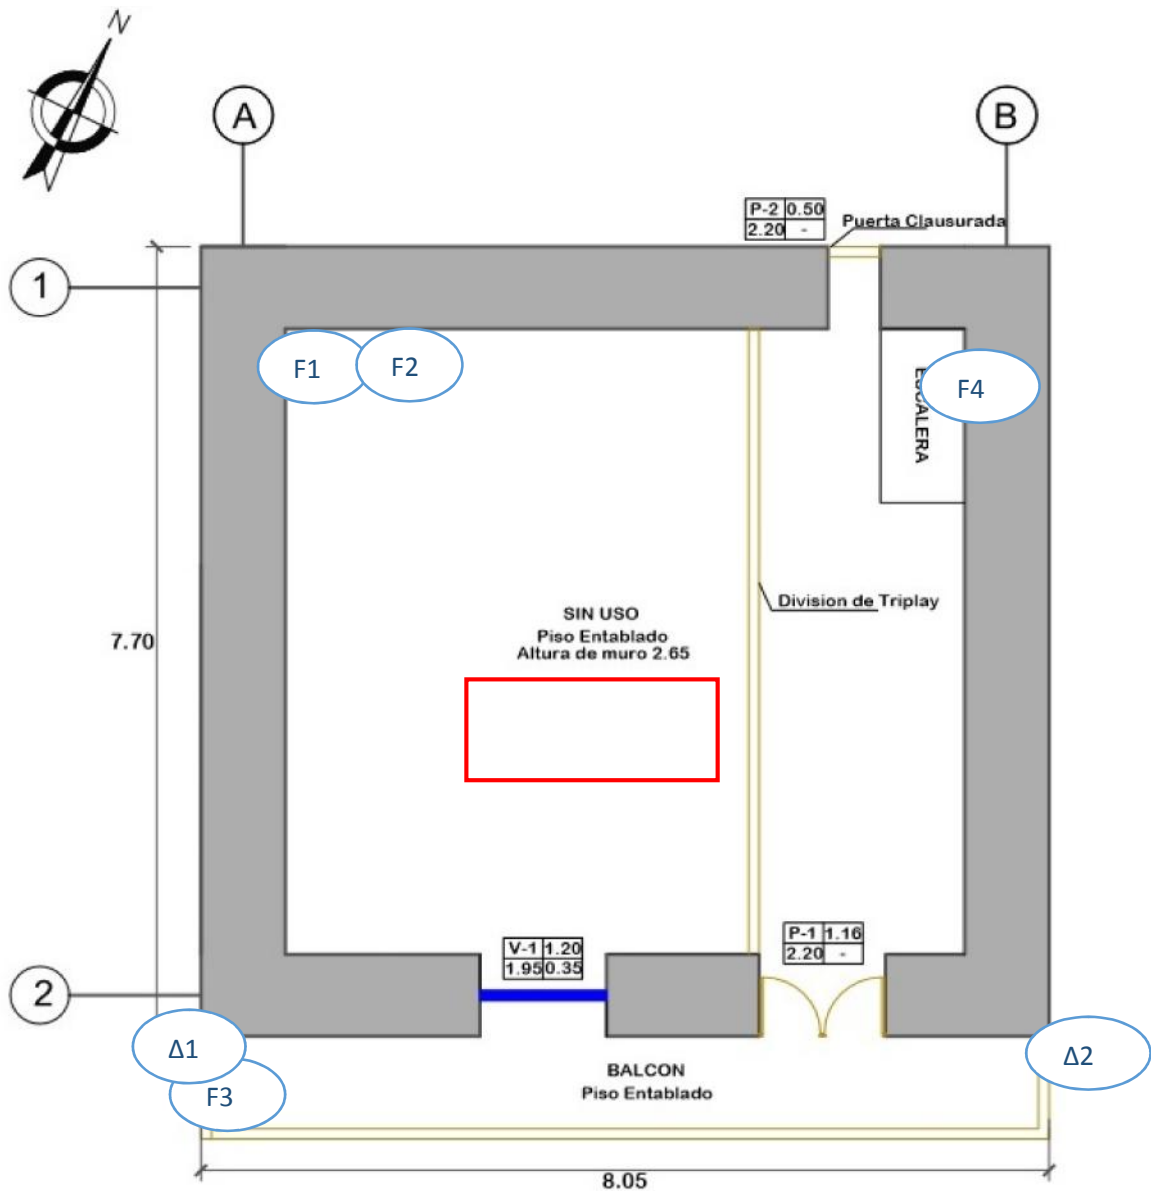 N
A
B
P-2 0.50
2.20 -
Puerta Clausurada
1
F1
F2
F4
ESCALERA
Division de Triplay
SIN USO
Piso Entablado
Altura de muro 2.65
7.70
V-1 1.20
1.95 0.35
P-1 1.16
2.20 -
2
Δ1
Δ2
F3
BALCON
Piso Entablado
8.05